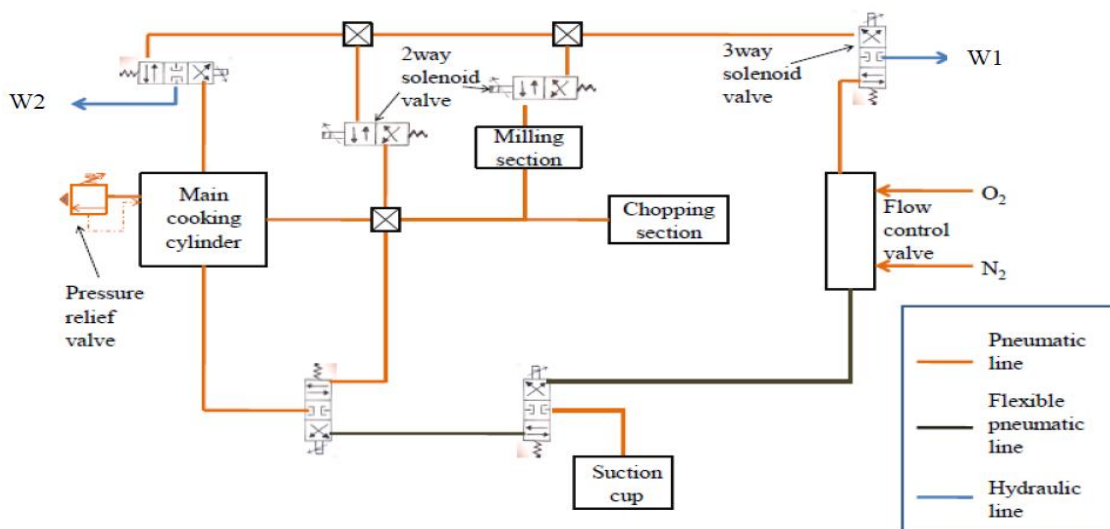 2way
solenoid
valve
3way
solenoid
valve
W1
W2
Milling
section
Main
cooking
cylinder
Chopping
section
Flow
control
valve
O2
N2
Pressure
relief
valve
Suction
cup
Pneumatic
line
Flexible
pneumatic
line
Hydraulic
line